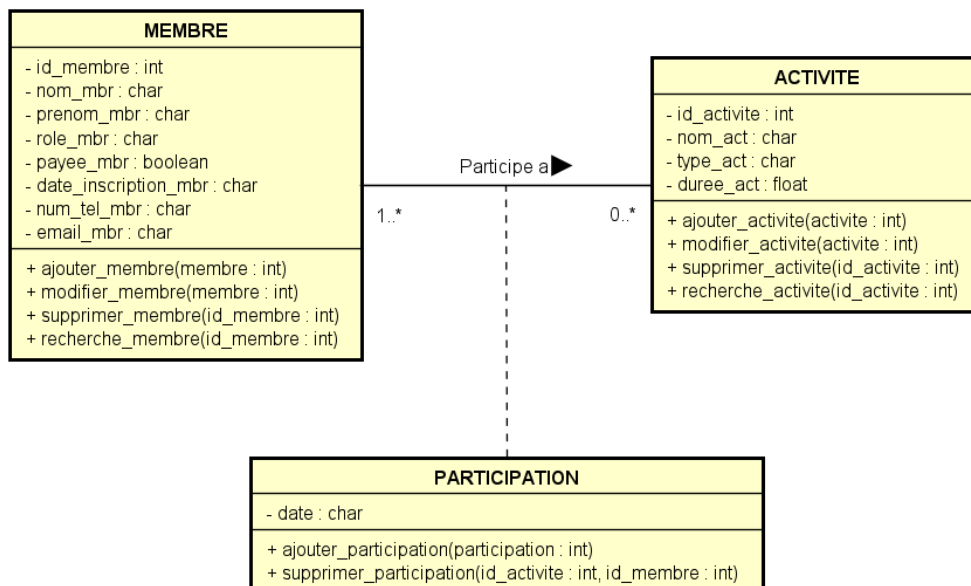 MEMBRE
- id_membre : int
- nom_mbr : char
- prenom_mbr : char
- role_mbr : char
- payee_mbr : boolean
- date_inscription_mbr : char
- num_tel_mbr : char
- email_mbr : char
+ ajouter_membre(membre : int)
+ modifier_membre(membre : int)
+ supprimer_membre(id_membre : int)
+ recherche_membre(id_membre : int)
Participe a
1..*
0..*
ACTIVITE
- id_activite : int
- nom_act : char
- type_act : char
- duree_act : float
+ ajouter_activite(activite : int)
+ modifier_activite(activite : int)
+ supprimer_activite(id_activite : int)
+ recherche_activite(id_activite : int)
PARTICIPATION
- date : char
+ ajouter_participation(participation : int)
+ supprimer_participation(id_activite : int, id_membre : int)